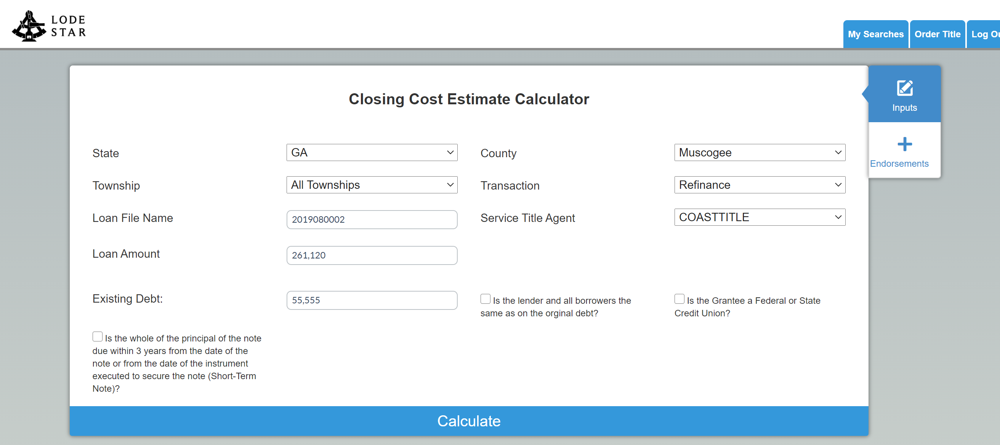 LODE
STAR
My Searches
Order Title
Log Ou
Closing Cost Estimate Calculator
Inputs
Endorsements
State
GA
County
Muscogee
Township
All Townships
Transaction
Refinance
Loan File Name
2019080002
Service Title Agent
COASTTITLE
Loan Amount
261,120
Existing Debt:
55,555
Is the lender and all borrowers the
same as on the orginal debt?
Is the Grantee a Federal or State
Credit Union?
Is the whole of the principal of the note
due within 3 years from the date of the
note or from the date of the instrument
executed to secure the note (Short-Term
Note)?
Calculate